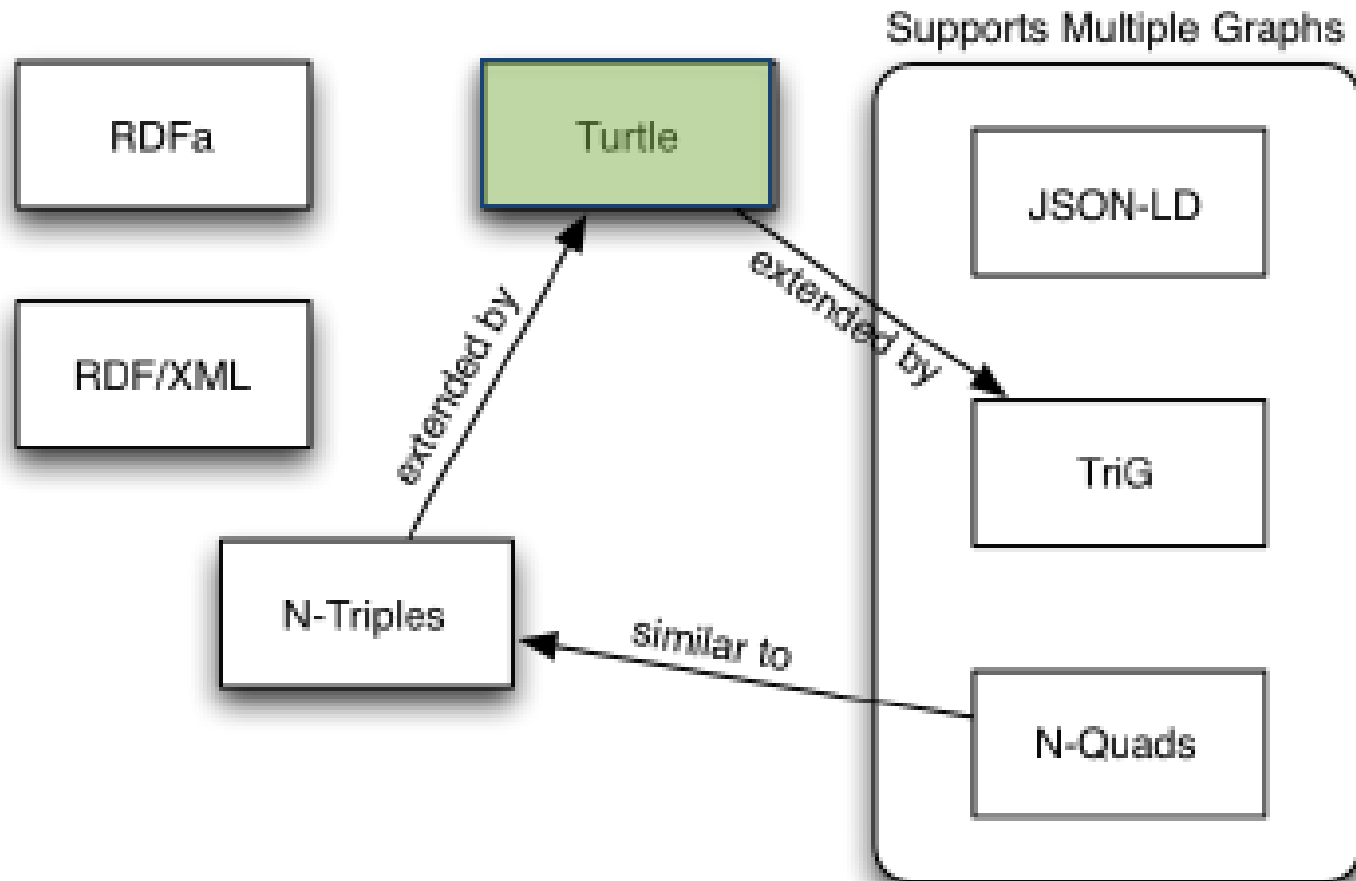 Supports Multiple Graphs
RDFa
Turtle
JSON-LD
extended by
RDF/XML
extended by
TriG
N-Triples
similar to
N-Quads